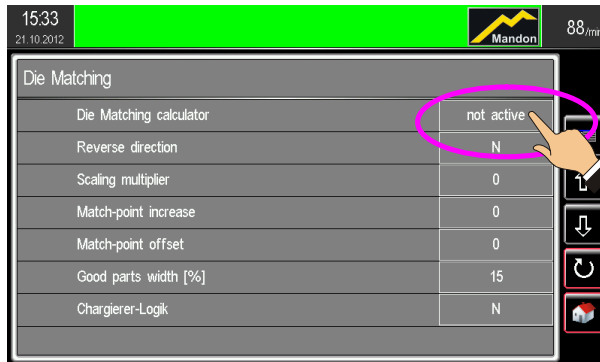 15:33
21.10.2012
Mandon
88/min
Die Matching
Die Matching calculator not active
Reverse direction N
Scaling multiplier 0
Match-point increase 0
Match-point offset 0
Good parts width [%] 15
Chargierer-Logik N